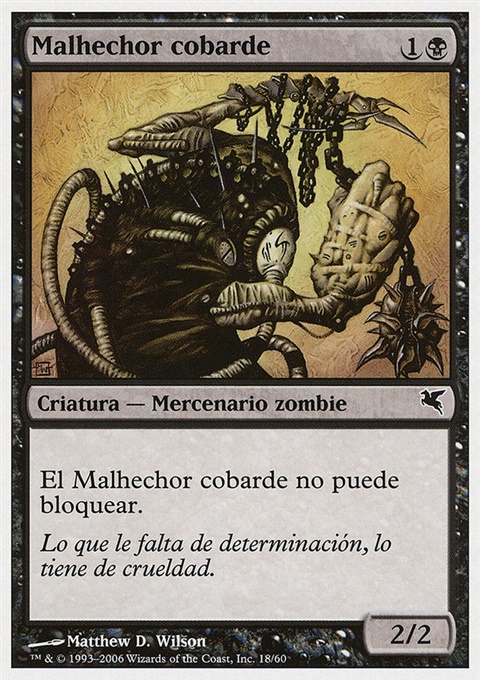 Malhechor cobarde 1
Criatura — Mercenario zombie
El Malhechor cobarde no puede
bloquear.
Lo que le falta de determinación, lo
tiene de crueldad.
2/2
Matthew D. Wilson
™ & © 1993–2006 Wizards of the Coast, Inc. 18/60